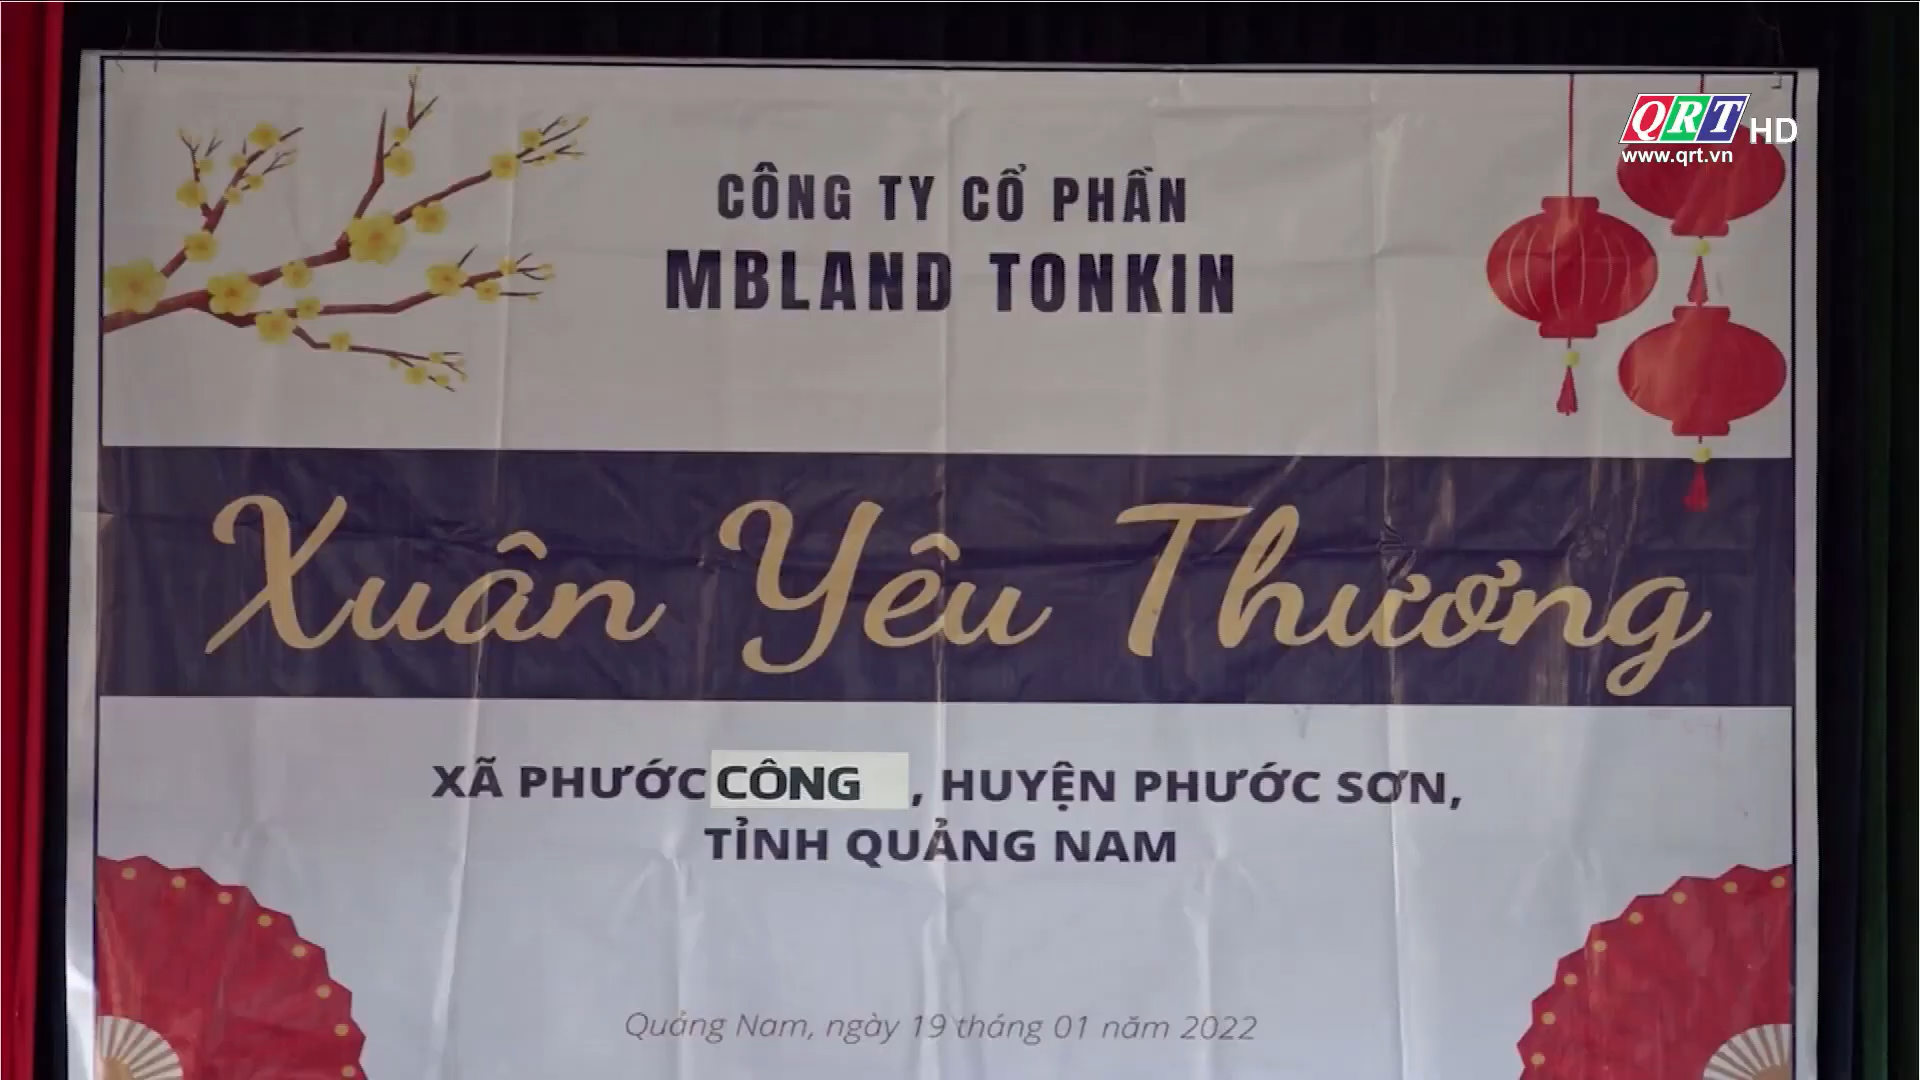 QRT HD
www.qrt.vn
CÔNG TY CỔ PHẦN
MBLAND TONKIN
Xuân Yêu Thương
XÃ PHƯỚC CÔNG , HUYỆN PHƯỚC SƠN,
TỈNH QUẢNG NAM
Quảng Nam, ngày 19 tháng 01 năm 2022